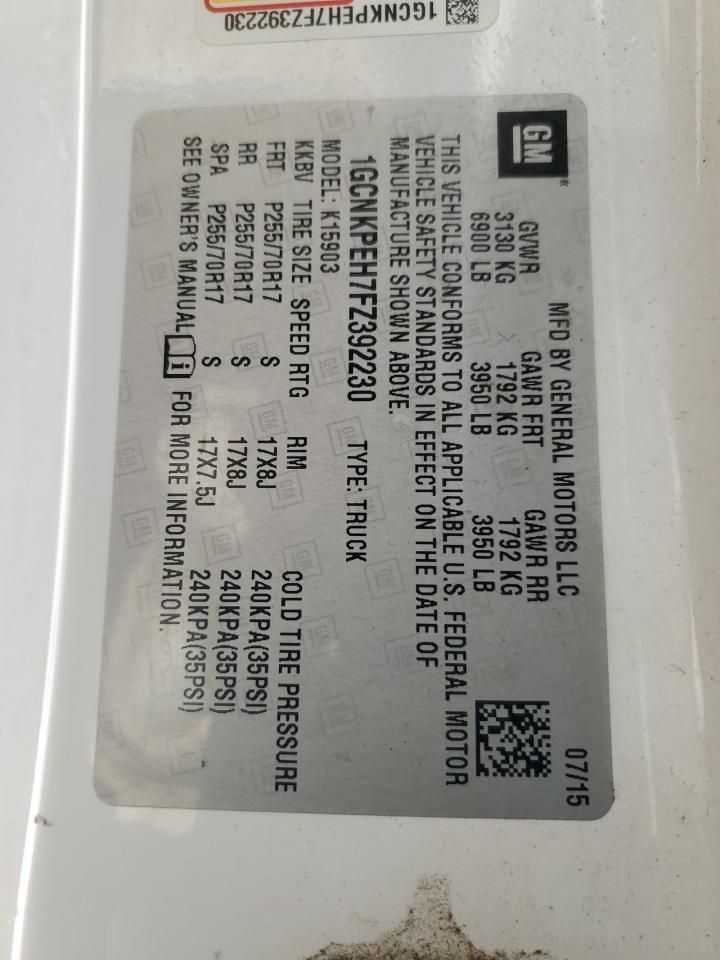 1GCNKPEH7FZ392230
GM®
MFD BY GENERAL MOTORS LLC 07/15
GVWR GAWR FRT GAWR RR
3130 KG 1792 KG 1792 KG
6900 LB 3950 LB 3950 LB
THIS VEHICLE CONFORMS TO ALL APPLICABLE U.S. FEDERAL MOTOR
VEHICLE SAFETY STANDARDS IN EFFECT ON THE DATE OF
MANUFACTURE SHOWN ABOVE.
1GCNKPEH7FZ392230 TYPE: TRUCK
MODEL: K15903
KKBV TIRE SIZE SPEED RTG RIM COLD TIRE PRESSURE
FRT P255/70R17 S 17X8J 240KPA(35PSI)
RR P255/70R17 S 17X8J 240KPA(35PSI)
SPA P255/70R17 S 17X7.5J 240KPA(35PSI)
SEE OWNER'S MANUAL i FOR MORE INFORMATION.